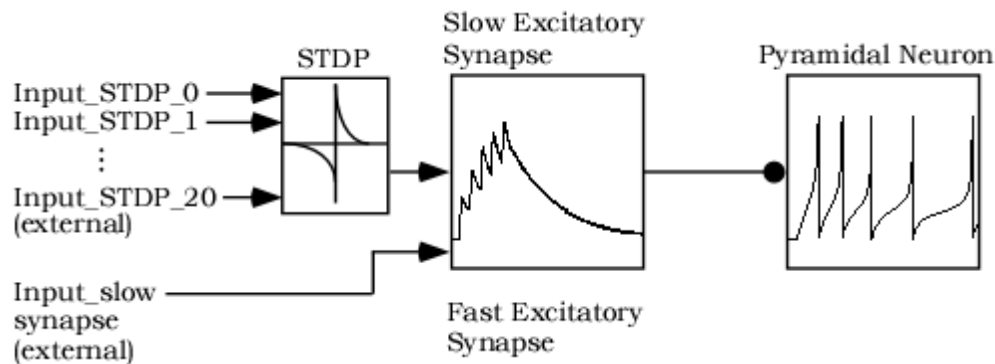 Slow Excitatory
Synapse
STDP
Pyramidal Neuron
Input_STDP_0
Input_STDP_1
⋮
Input_STDP_20
(external)
Input_slow
synapse
(external)
Fast Excitatory
Synapse